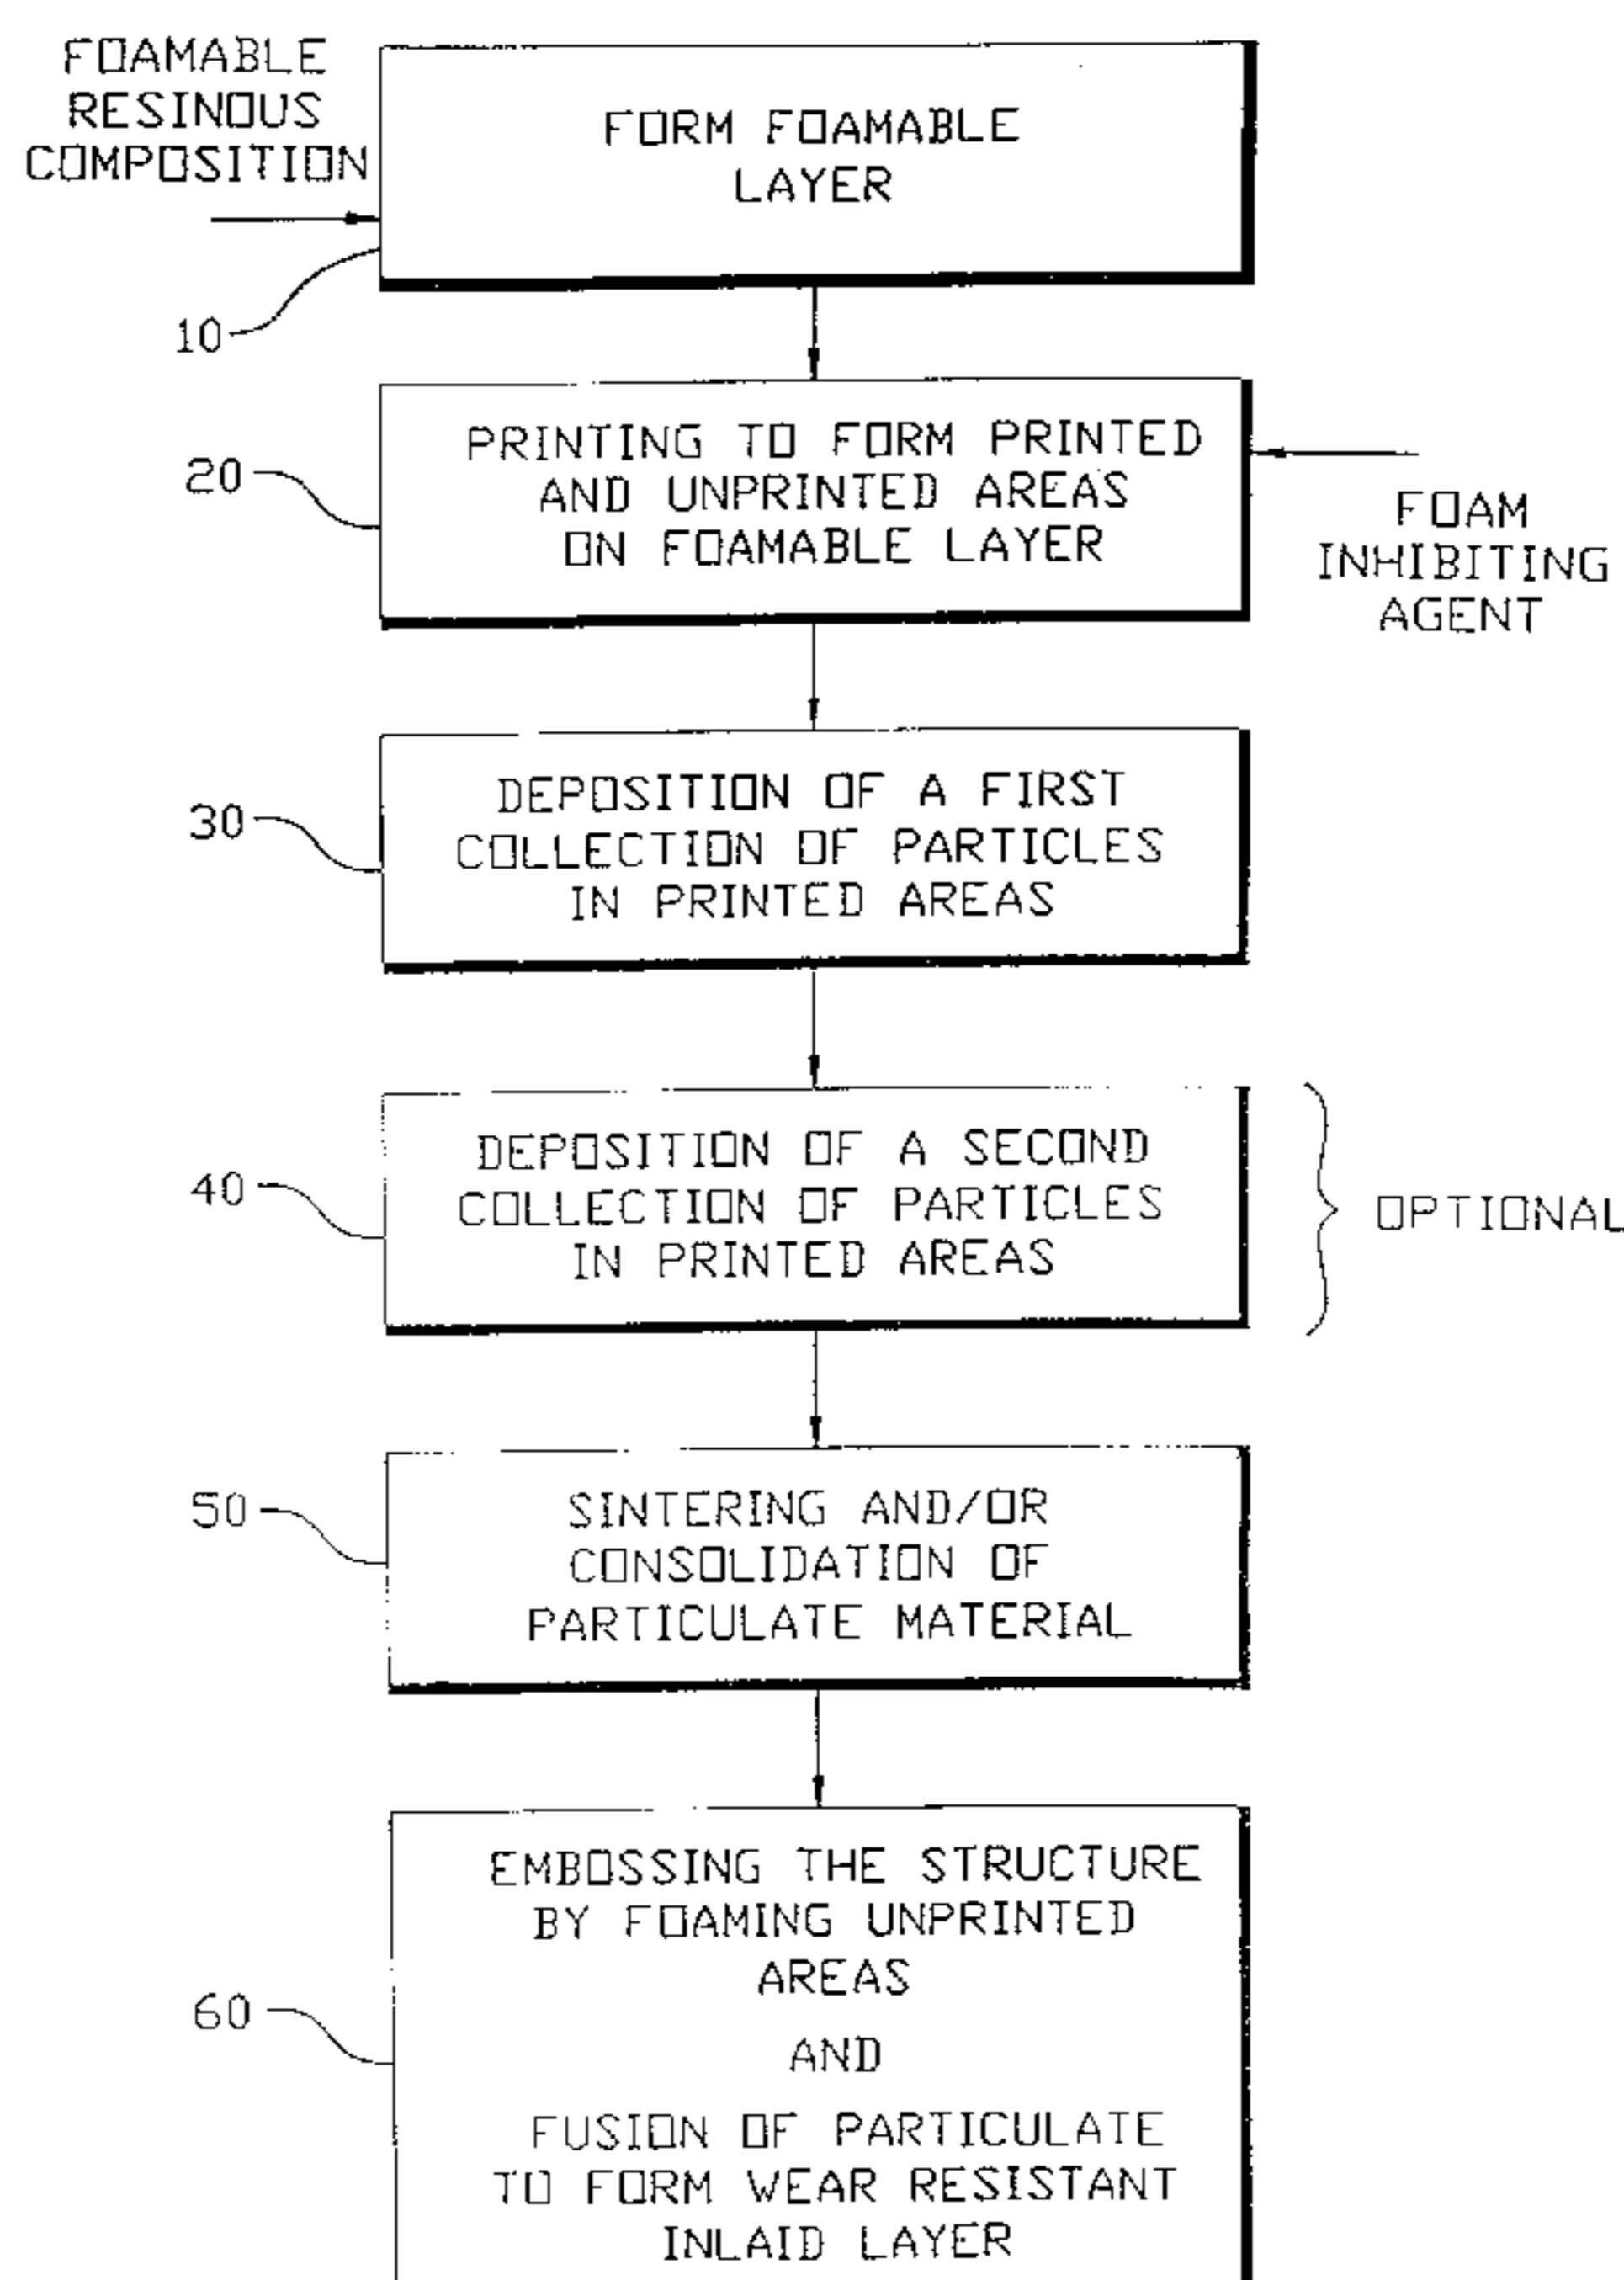 FOAMABLE
RESINOUS
COMPOSITION
FORM FOAMABLE
LAYER
10
PRINTING TO FORM PRINTED
AND UNPRINTED AREAS
ON FOAMABLE LAYER
20
FOAM
INHIBITING
AGENT
DEPOSITION OF A FIRST
COLLECTION OF PARTICLES
IN PRINTED AREAS
30
DEPOSITION OF A SECOND
COLLECTION OF PARTICLES
IN PRINTED AREAS
40
OPTIONAL
SINTERING AND/OR
CONSOLIDATION OF
PARTICULATE MATERIAL
50
EMBOSSING THE STRUCTURE
BY FOAMING UNPRINTED
AREAS
AND
FUSION OF PARTICULATE
TO FORM WEAR RESISTANT
INLAID LAYER
60